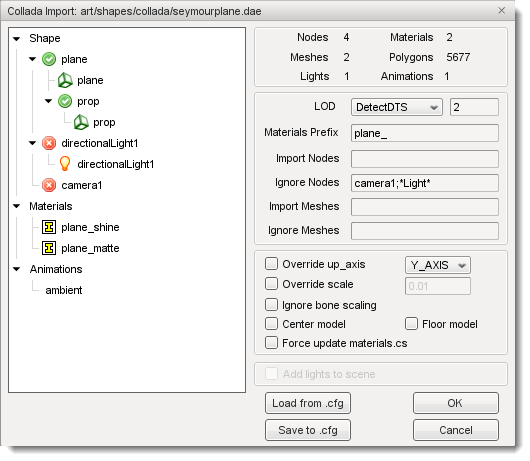 Collada Import: art/shapes/collada/seymourplane.dae
Shape
plane
plane
prop
prop
directionalLight1
directionalLight1
camera1
Materials
plane_shine
plane_matte
Animations
ambient
Nodes 4 Materials 2
Meshes 2 Polygons 5677
Lights 1 Animations 1
LOD DetectDTS 2
Materials Prefix plane_
Import Nodes
Ignore Nodes camera1;*Light*
Import Meshes
Ignore Meshes
Override up_axis Y_AXIS
Override scale 0.01
Ignore bone scaling
Center model Floor model
Force update materials.cs
Add lights to scene
Load from .cfg OK
Save to .cfg Cancel